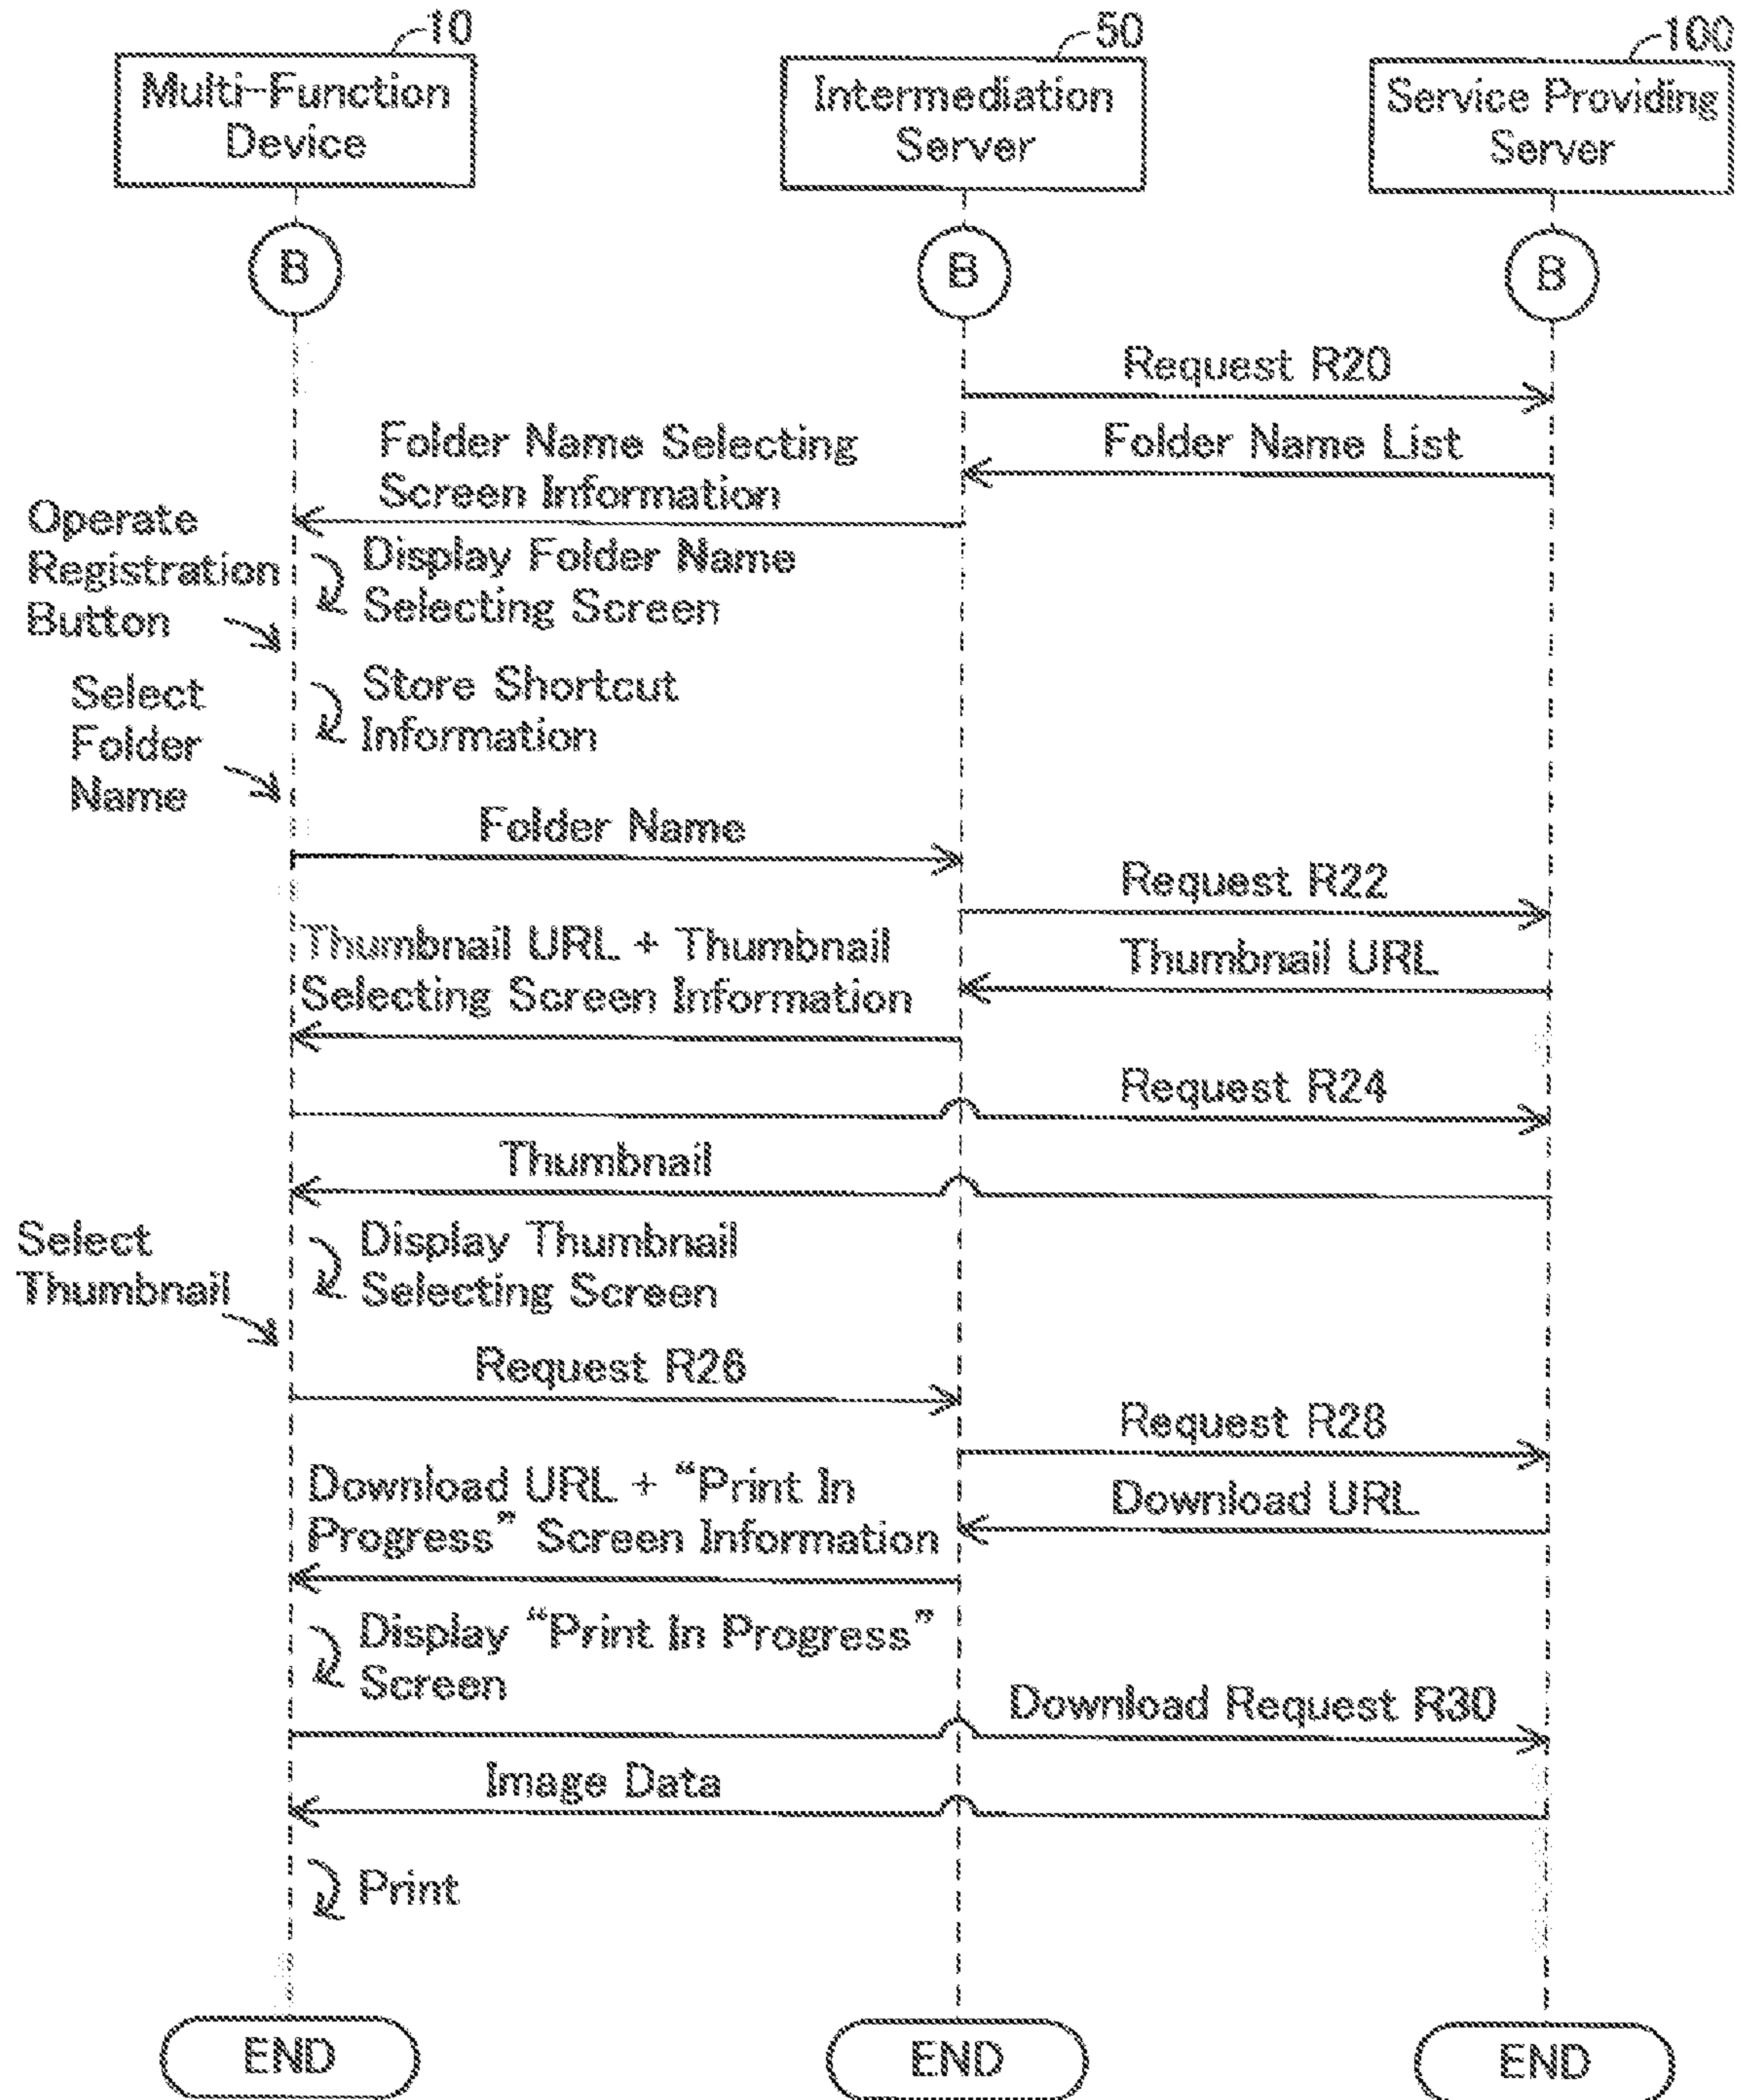 10
50
100
Multi-Function
Device
Intermediation
Server
Service Providing
Server
B
B
B
Request R20
Folder Name List
Folder Name Selecting
Screen Information
Operate
Registration
Button
Display Folder Name
Selecting Screen
Select
Folder
Name
Store Shortcut
Information
Folder Name
Request R22
Thumbnail URL
Thumbnail URL + Thumbnail
Selecting Screen Information
Request R24
Thumbnail
Select
Thumbnail
Display Thumbnail
Selecting Screen
Request R26
Request R28
Download URL
Download URL + “Print In
Progress” Screen Information
Display “Print In Progress”
Screen
Download Request R30
Image Data
Print
END
END
END